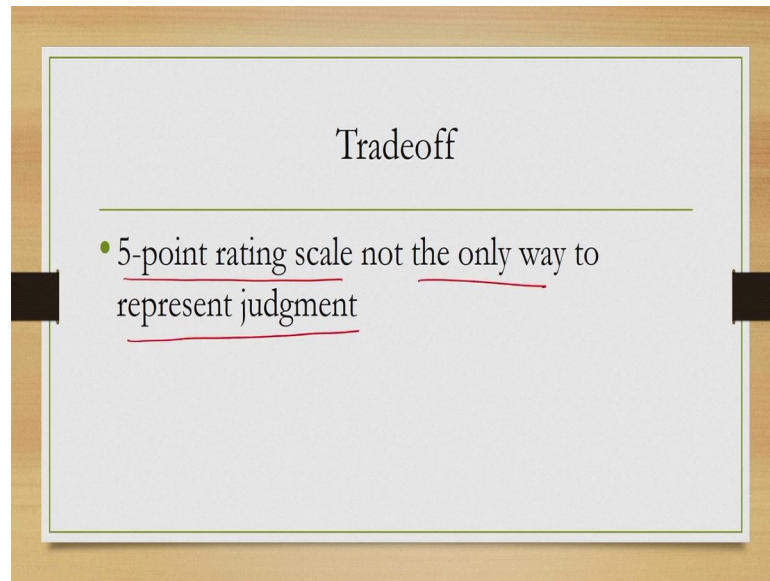 Tradeoff
• 5-point rating scale not the only way to
represent judgment